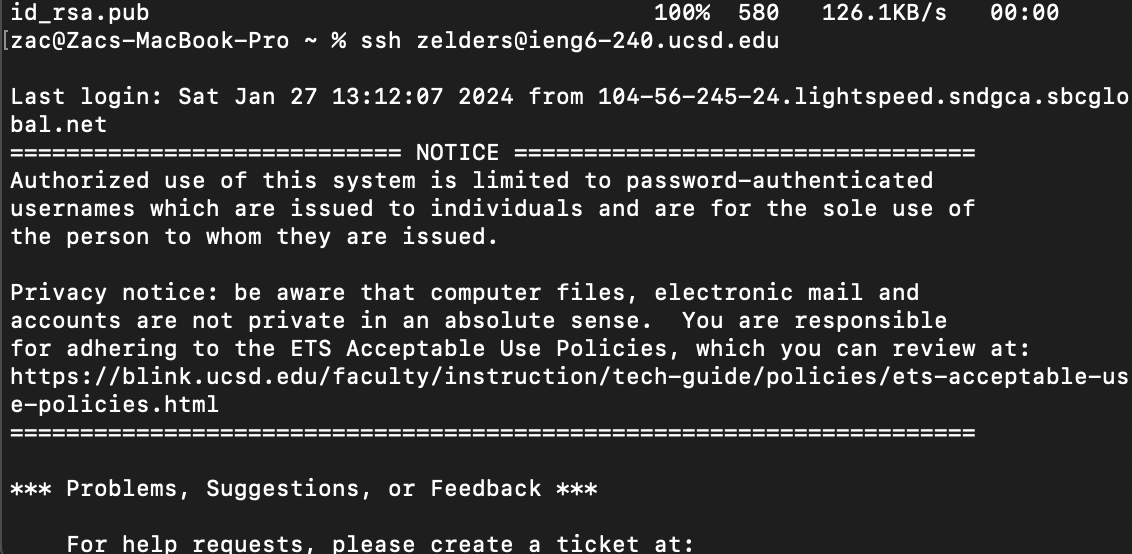 id_rsa.pub 100% 580 126.1KB/s 00:00
[zac@Zacs-MacBook-Pro ~ % ssh zelders@ieng6-240.ucsd.edu
Last login: Sat Jan 27 13:12:07 2024 from 104-56-245-24.lightspeed.sndgca.sbcglo
bal.net
============================ NOTICE =================================
Authorized use of this system is limited to password-authenticated
usernames which are issued to individuals and are for the sole use of
the person to whom they are issued.
Privacy notice: be aware that computer files, electronic mail and
accounts are not private in an absolute sense.  You are responsible
for adhering to the ETS Acceptable Use Policies, which you can review at:
https://blink.ucsd.edu/faculty/instruction/tech-guide/policies/ets-acceptable-us
e-policies.html
=====================================================================
*** Problems, Suggestions, or Feedback ***
For help requests, please create a ticket at: